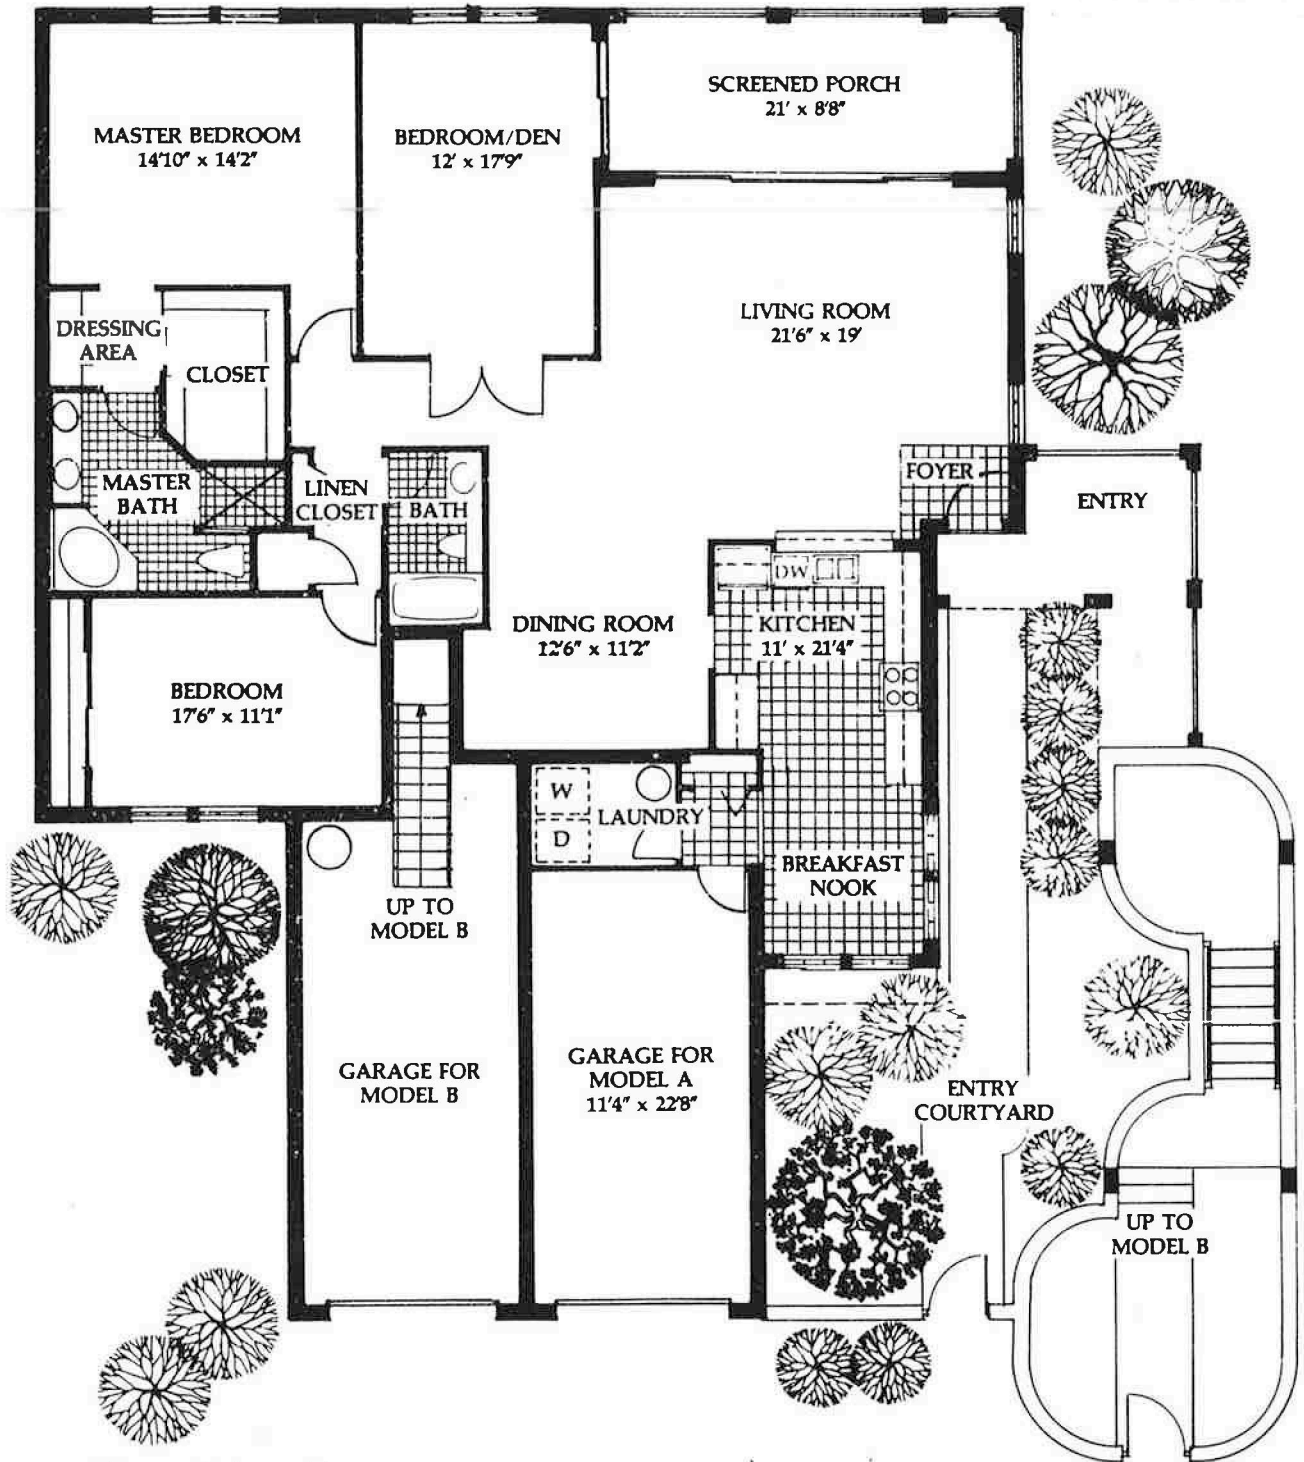 SCREENED PORCH
21' x 8'8"
MASTER BEDROOM
14'10" x 14'2"
BEDROOM/DEN
12' x 17'9"
LIVING ROOM
21'6" x 19'
DRESSING
AREA
CLOSET
MASTER
BATH
LINEN
CLOSET
BATH
FOYER
ENTRY
DW
KITCHEN
11' x 21'4"
DINING ROOM
12'6" x 11'2"
BEDROOM
17'6" x 11'1"
W
D
LAUNDRY
BREAKFAST
NOOK
UP TO
MODEL B
GARAGE FOR
MODEL B
GARAGE FOR
MODEL A
11'4" x 22'8"
ENTRY
COURTYARD
UP TO
MODEL B